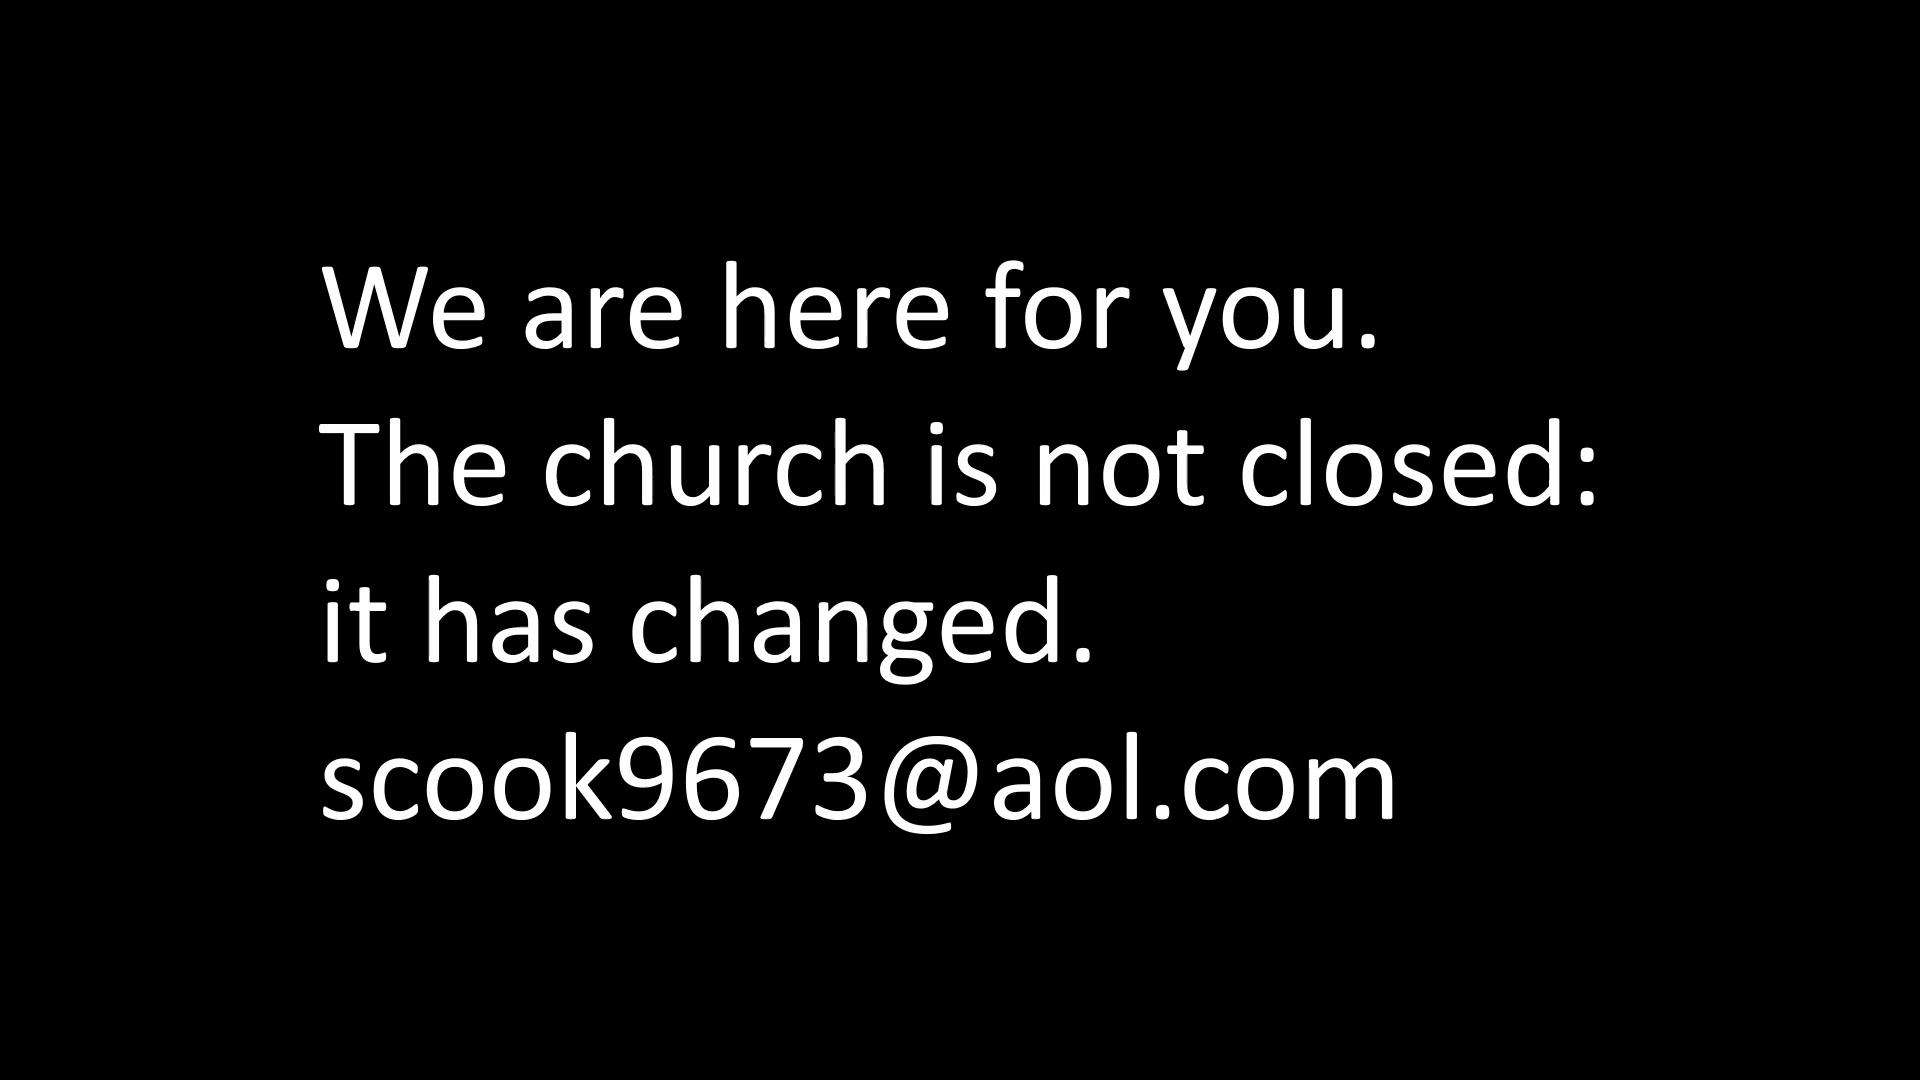 We are here for you.
The church is not closed:
it has changed.
scook9673@aol.com